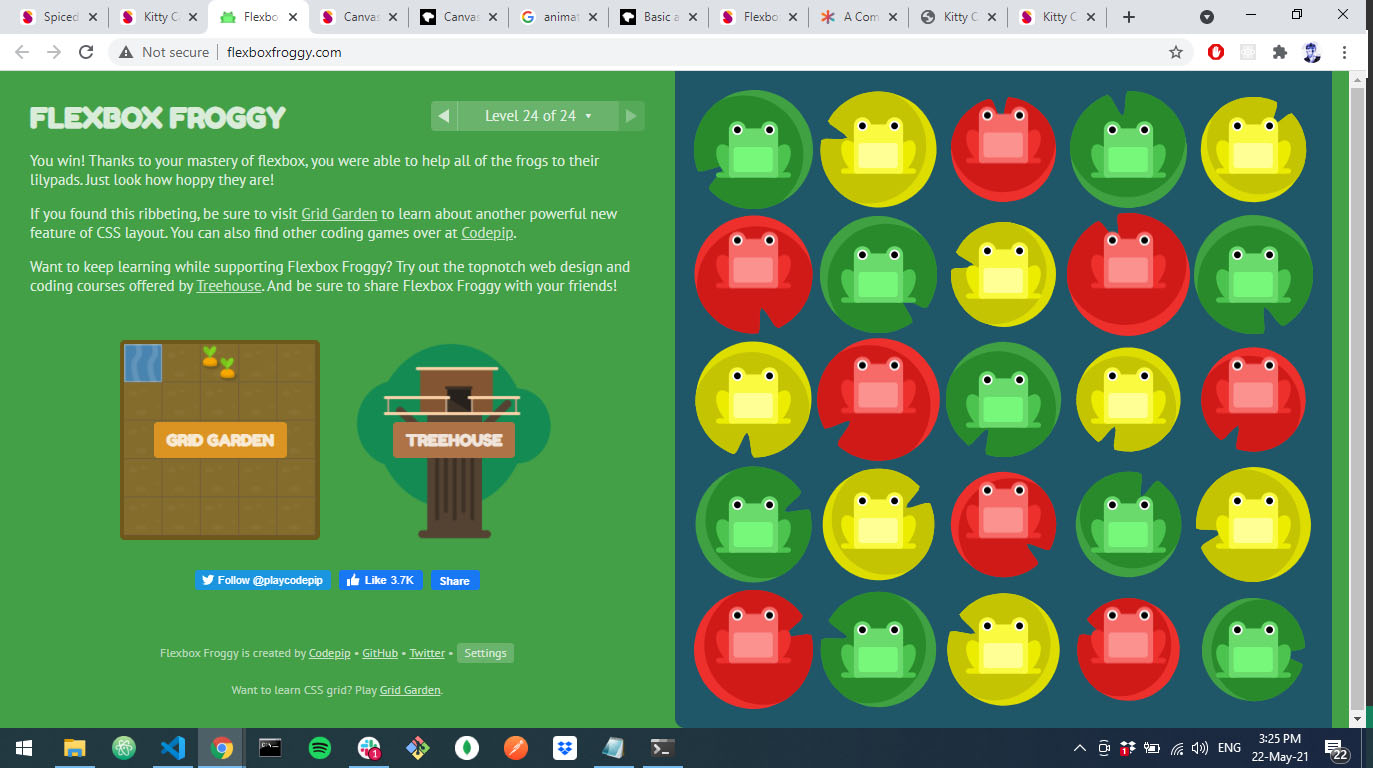 Spiced
Kitty C
Flexbo
Canvas
Canvas
animat
Basic a
Flexbo
A Com
Kitty C
Kitty C
Not secure
flexboxfroggy.com
FLEXBOX FROGGY
Level 24 of 24
You win! Thanks to your mastery of flexbox, you were able to help all of the frogs to their
lilypads. Just look how hoppy they are!
If you found this ribbeting, be sure to visit Grid Garden to learn about another powerful new
feature of CSS layout. You can also find other coding games over at Codepip.
Want to keep learning while supporting Flexbox Froggy? Try out the topnotch web design and
coding courses offered by Treehouse. And be sure to share Flexbox Froggy with your friends!
GRID GARDEN
TREEHOUSE
Follow @playcodepip
Like 3.7K
Share
Flexbox Froggy is created by Codepip • GitHub • Twitter • Settings
Want to learn CSS grid? Play Grid Garden.
1
1
ENG
3:25 PM
22-May-21
22